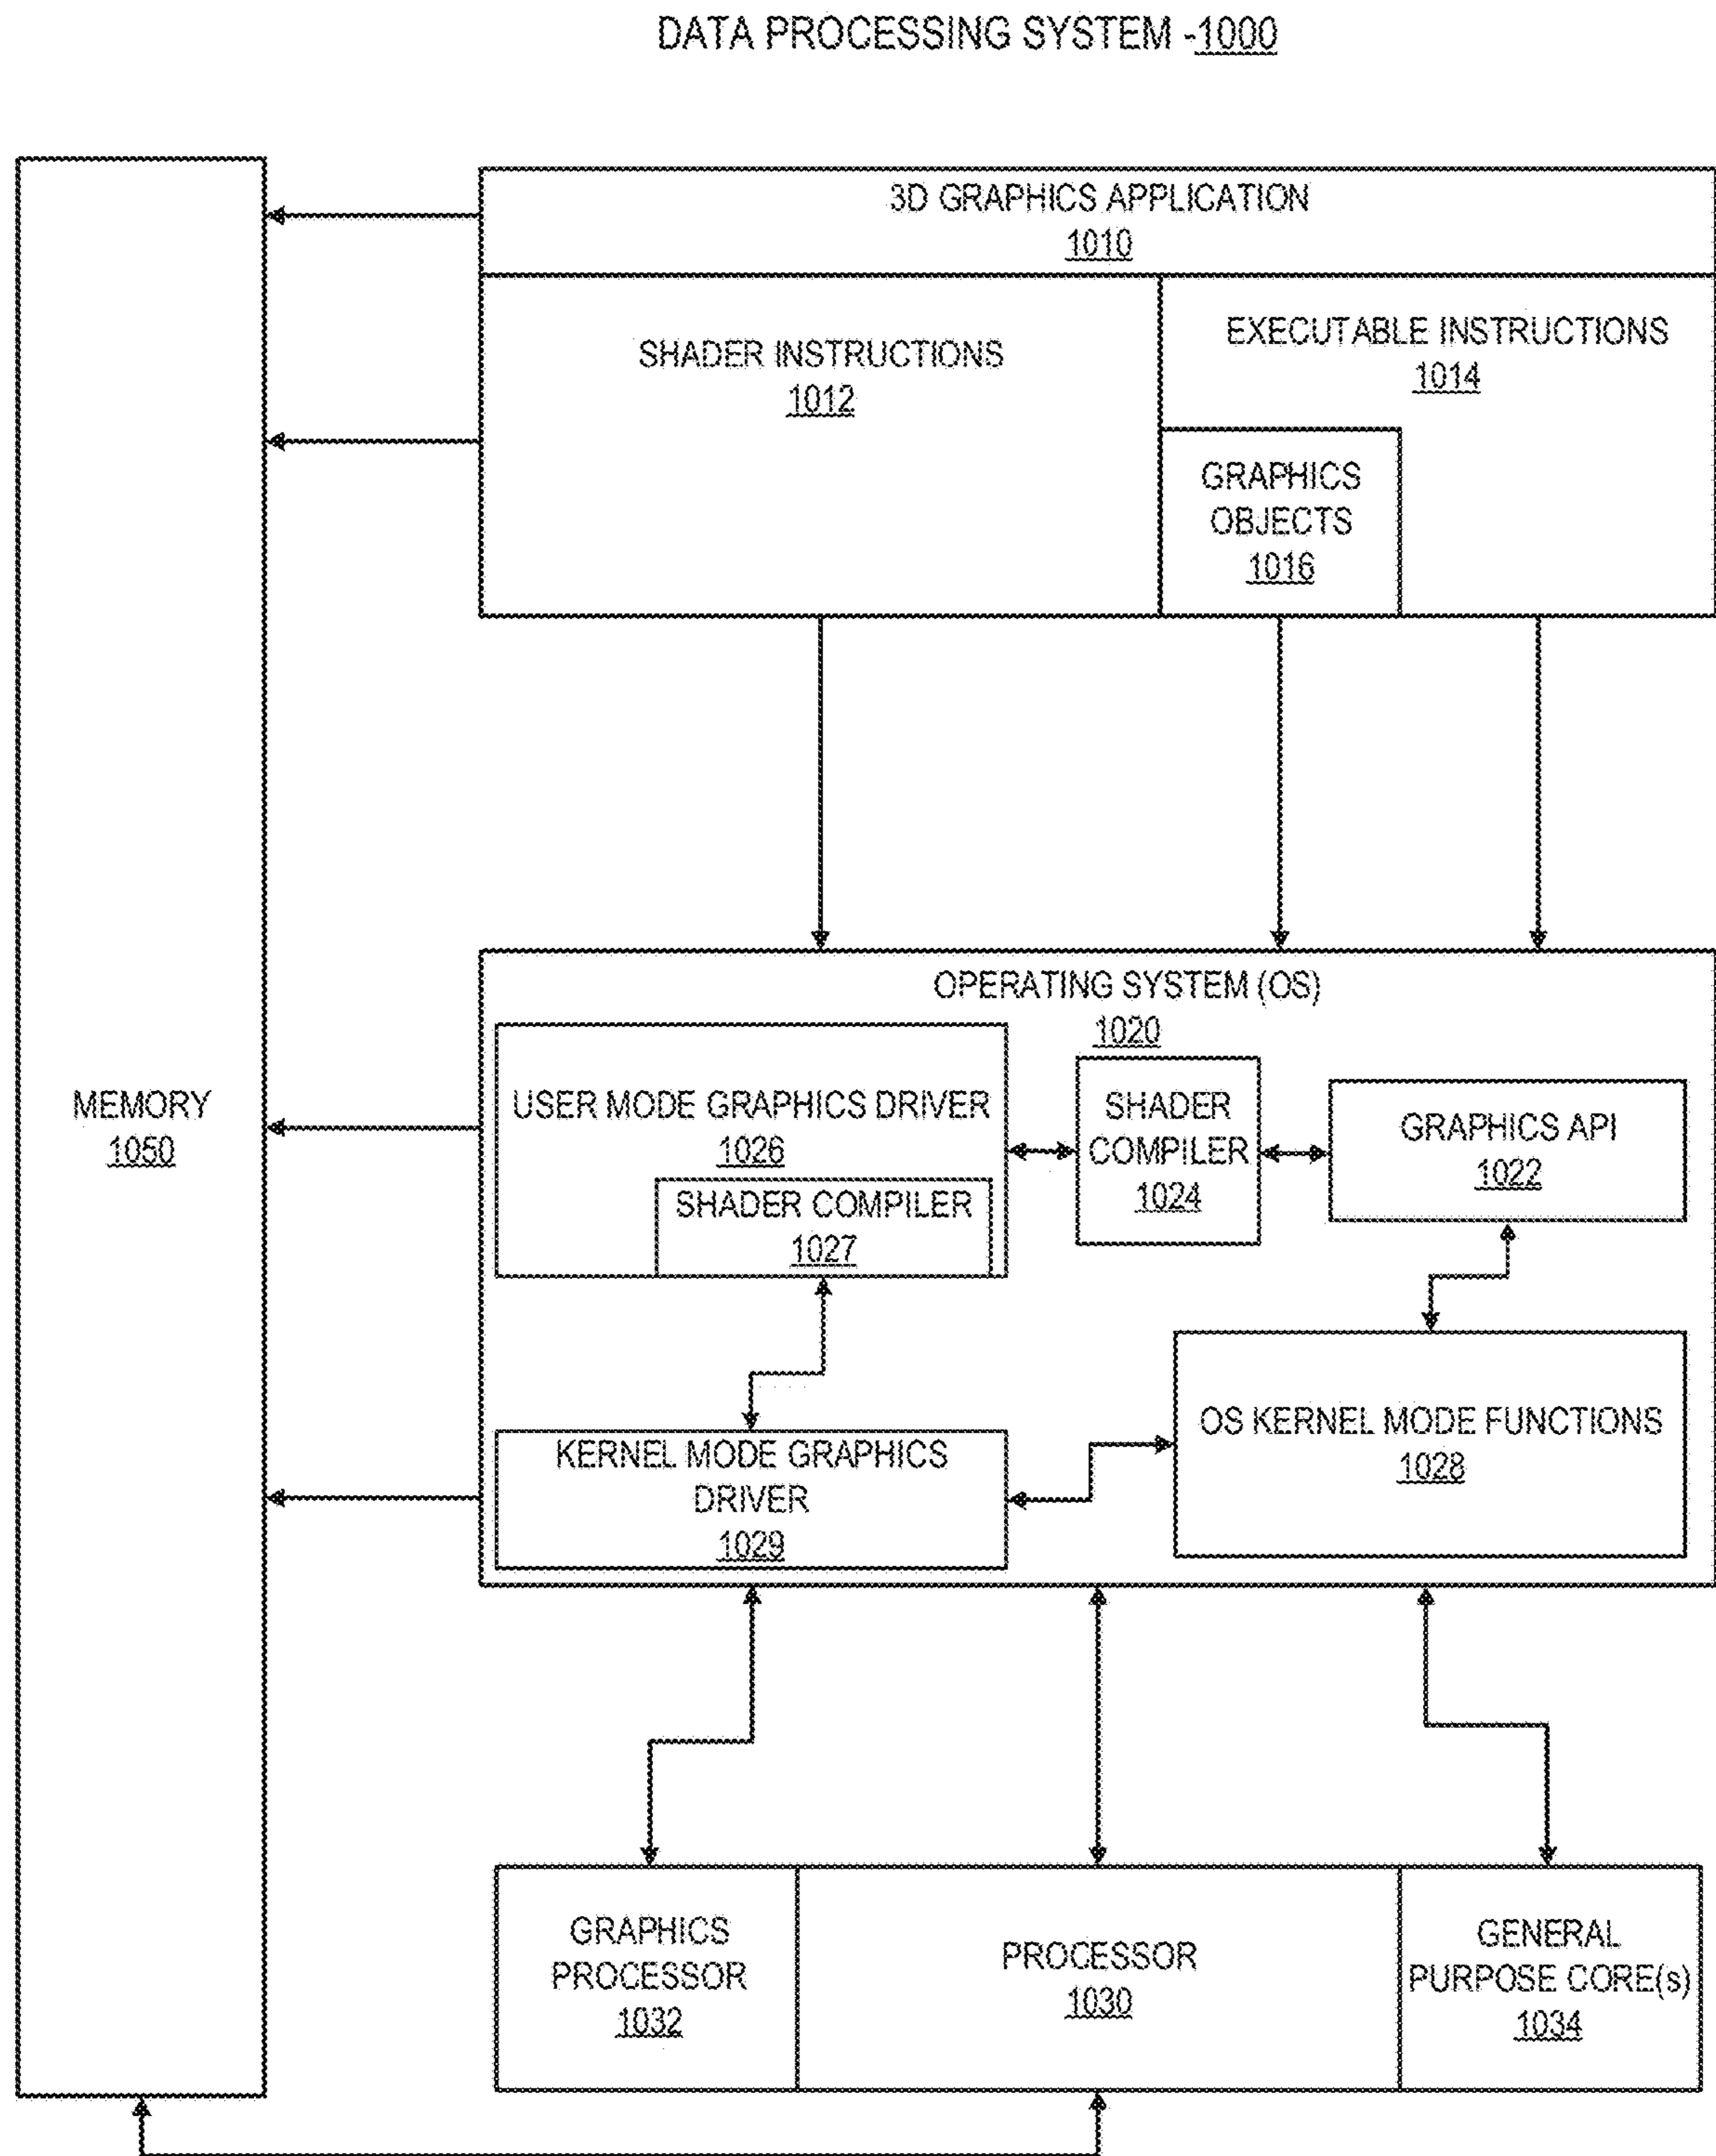 DATA PROCESSING SYSTEM -1000
3D GRAPHICS APPLICATION
1010
SHADER INSTRUCTIONS
1012
EXECUTABLE INSTRUCTIONS
1014
GRAPHICS
OBJECTS
1016
MEMORY
1050
OPERATING SYSTEM (OS)
1020
USER MODE GRAPHICS DRIVER
1026
SHADER COMPILER
1027
SHADER
COMPILER
1024
GRAPHICS API
1022
KERNEL MODE GRAPHICS
DRIVER
1029
OS KERNEL MODE FUNCTIONS
1028
GRAPHICS
PROCESSOR
1032
PROCESSOR
1030
GENERAL
PURPOSE CORE(s)
1034